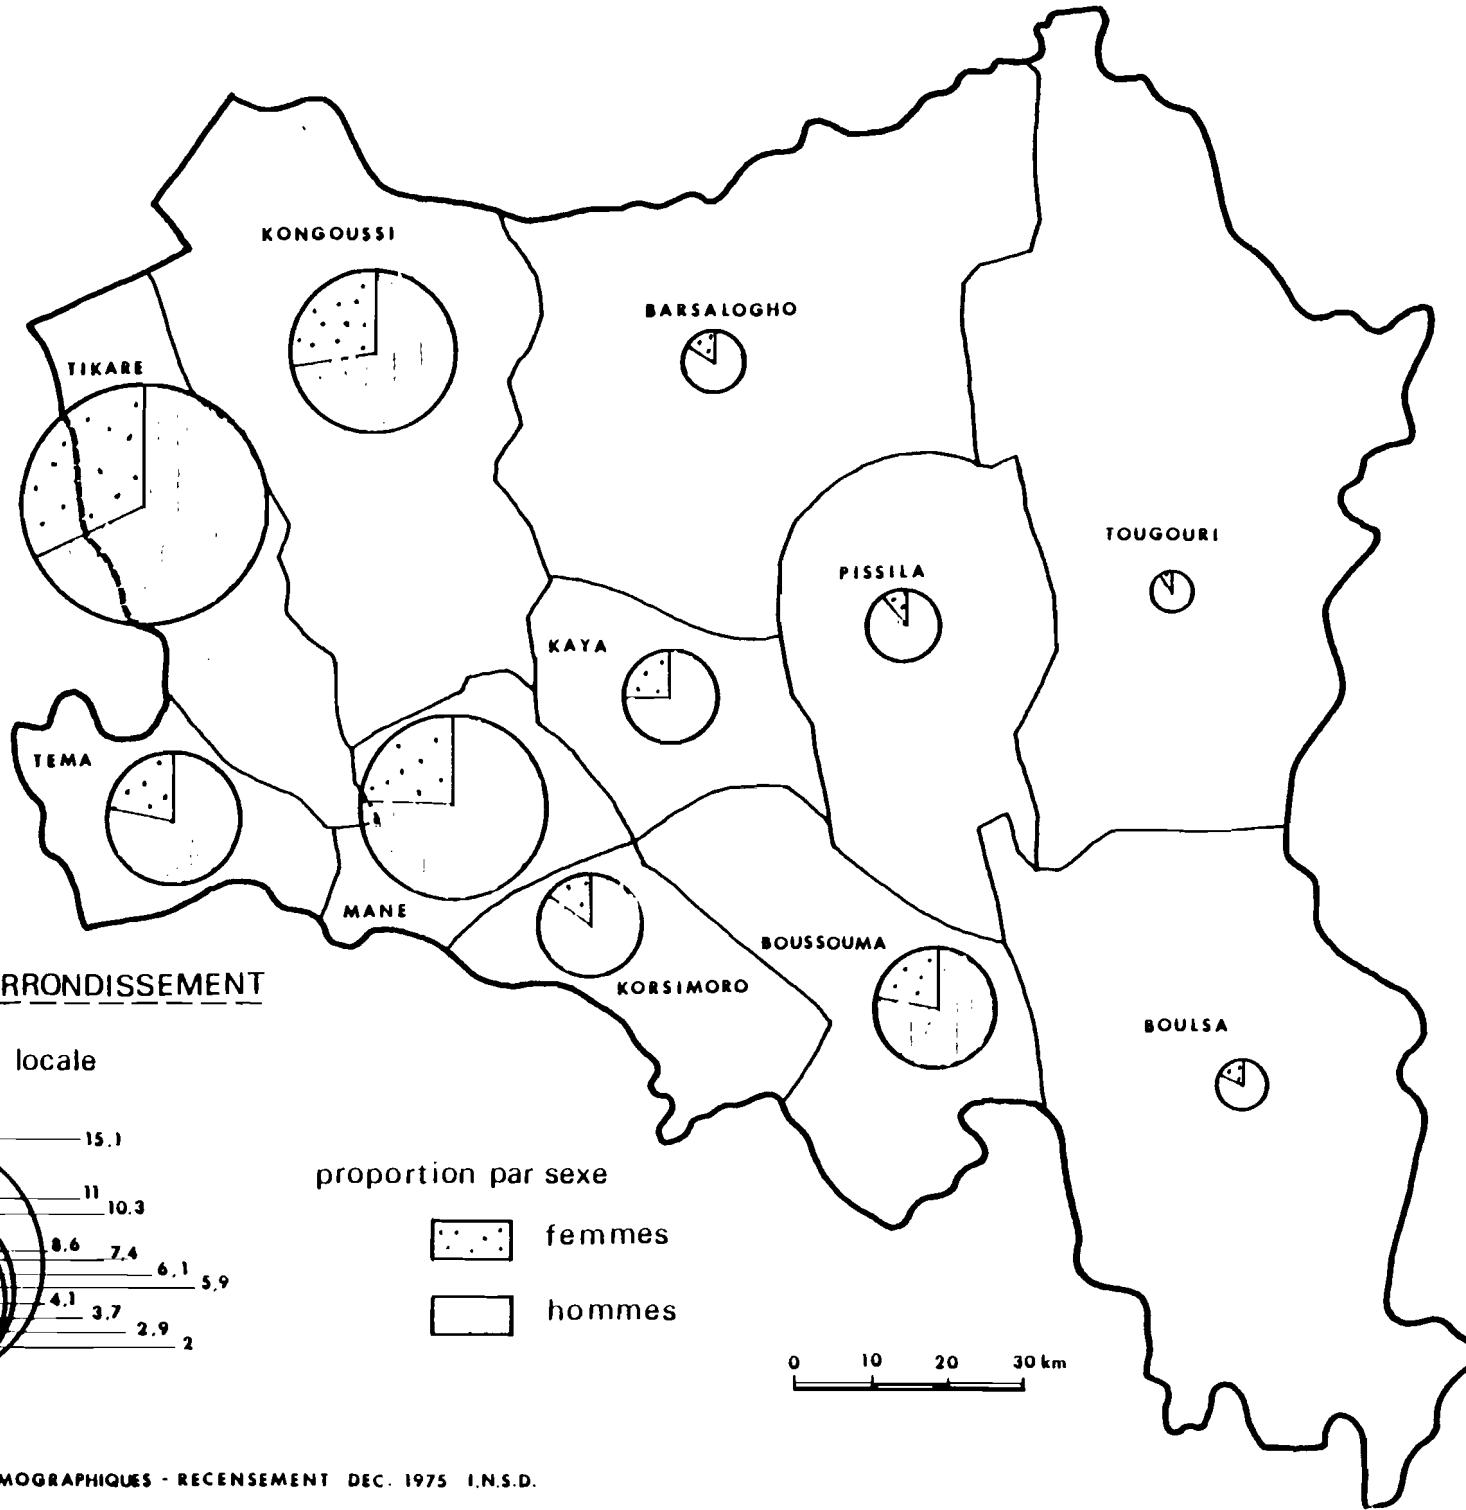 KONGOUSSI
BARSALOGHO
TIKARE
TOUGOURI
PISSILA
KAYA
TEMA
MANE
BOUSSOUMA
KORSIMORO
BOULSA
RRONDISSEMENT
locale
15,1
11
10.3
8,6
7,4
6,1
5,9
4,1
3,7
2,9
2
proportion par sexe
femmes
hommes
0 10 20 30 km
MOGRAPHIQUES - RECENSEMENT DEC. 1975 I.N.S.D.